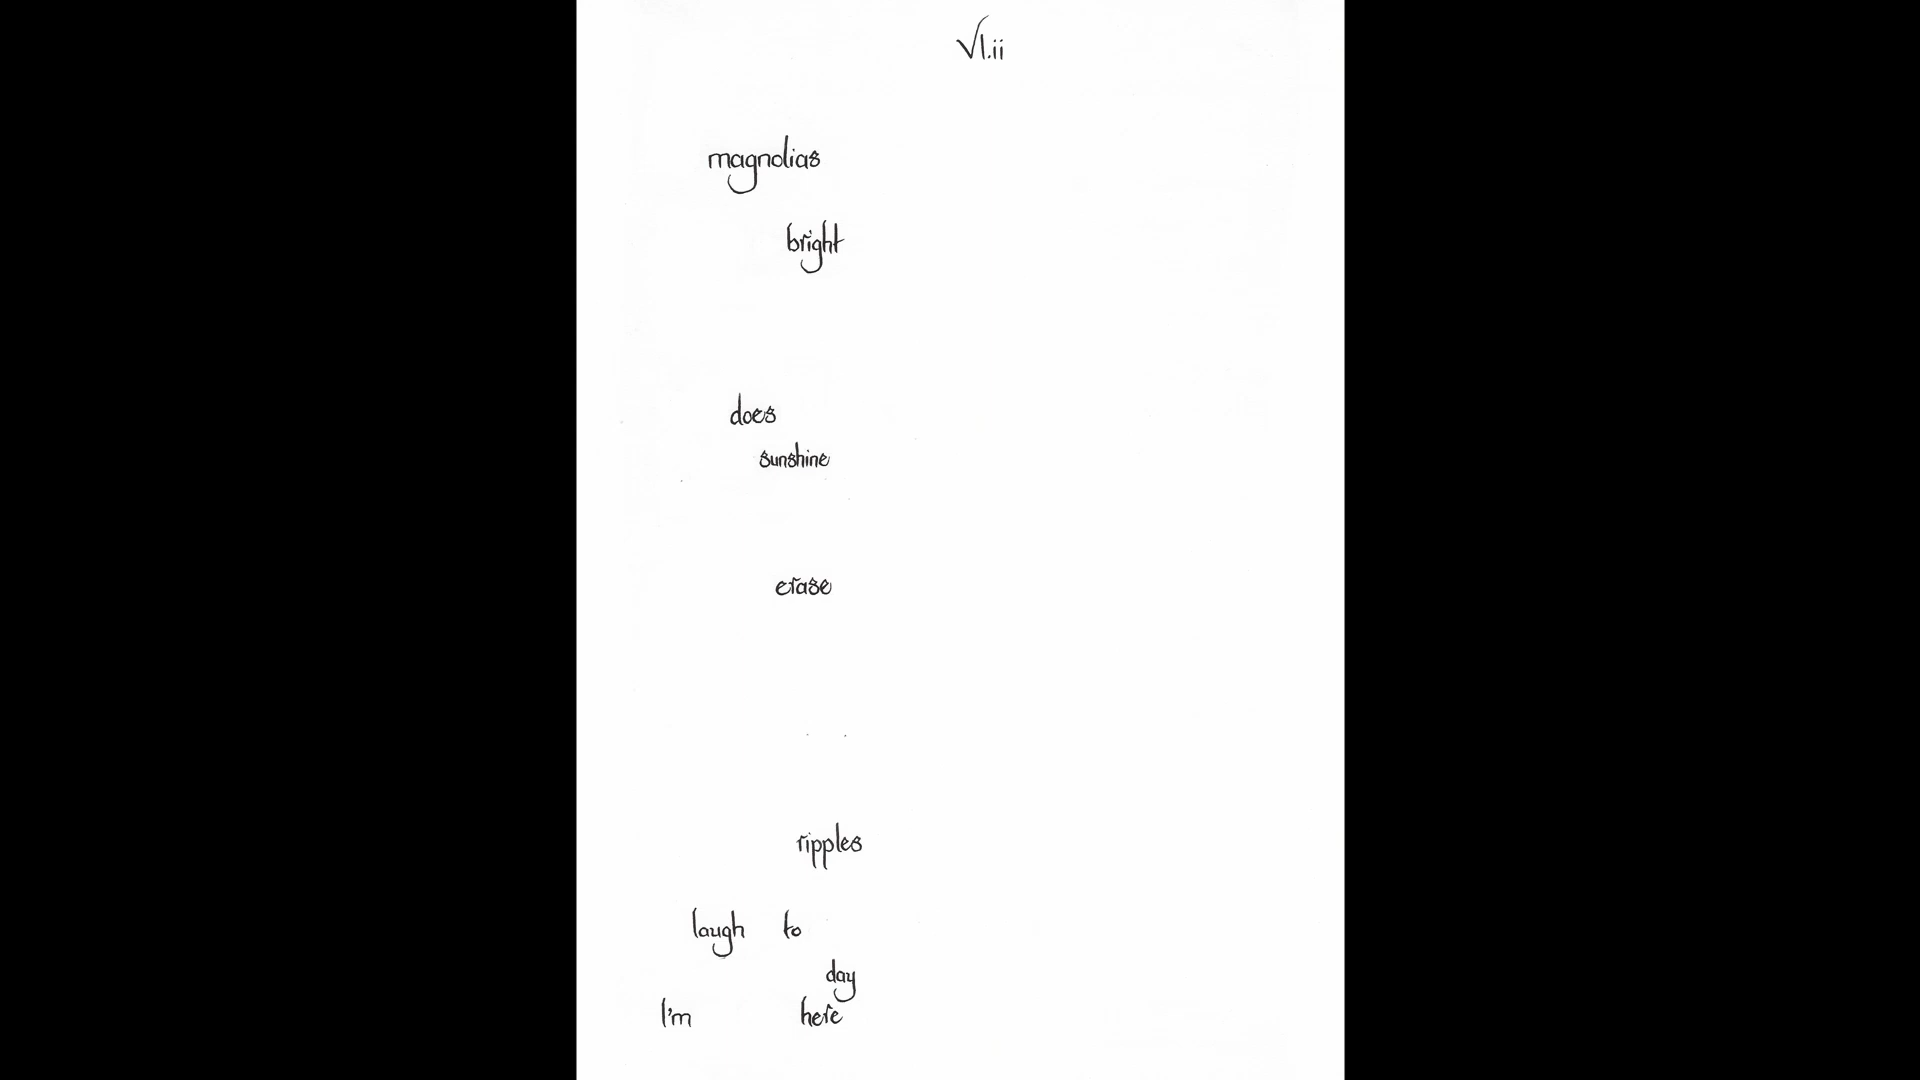 VI.ii
magnolias
bright
does
sunshine
erase
ripples
laugh to
day
I'm here